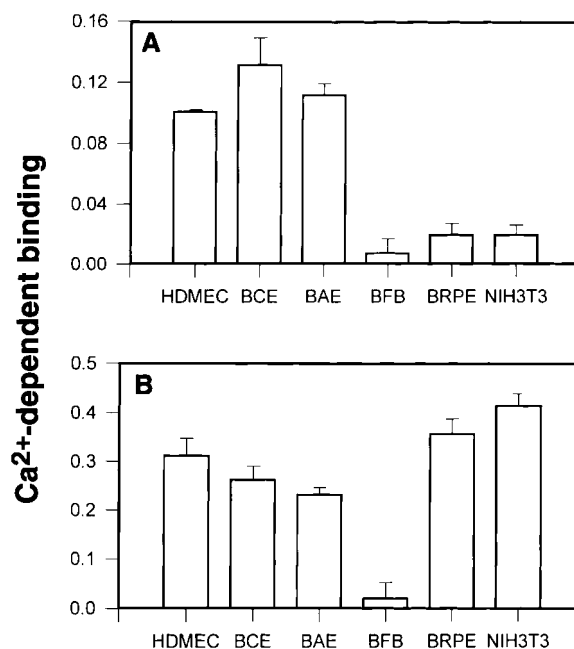 A
0.16
0.12
0.08
0.04
0.00
HDMEC BCE BAE BFB BRPE NIH3T3
Ca2+-dependent binding
B
0.5
0.4
0.3
0.2
0.1
0.0
HDMEC BCE BAE BFB BRPE NIH3T3